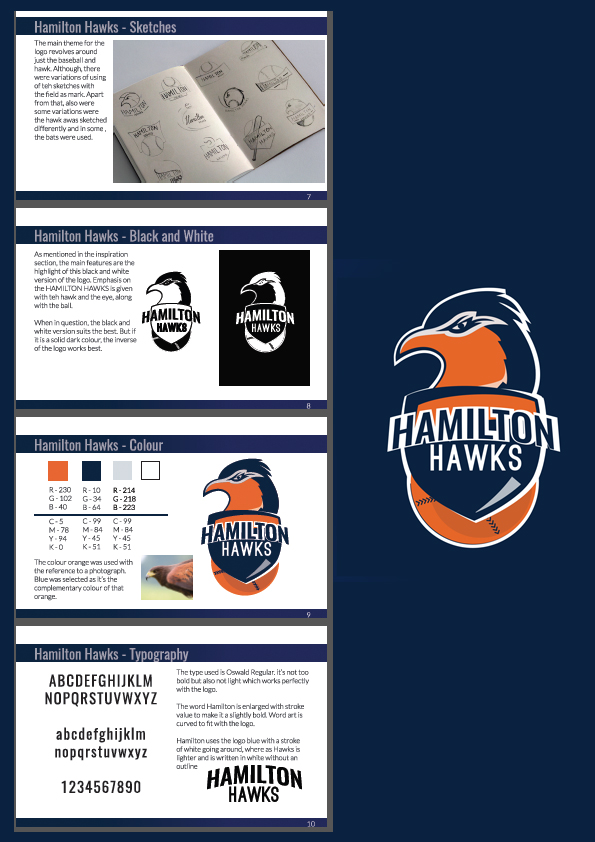 Hamilton Hawks - Sketches
The main theme for the
logo revolves around
just the baseball and
hawk. Although, there
were variations of using
of teh sketches with
the field as mark. Apart
from that, also were
some variations were
the hawk awas sketched
differently and in some ,
the bats were used.
HAMILTON
Hamilton
HAMILTON
7
Hamilton Hawks - Black and White
As mentioned in the inspiration
section, the main features are the
highlight of this black and white
version of the logo. Emphasis on
the HAMILTON HAWKS is given
with teh hawk and the eye, along
with the ball.
When in question, the black and
white version suits the best. But if
it is a solid dark colour, the inverse
of the logo works best.
HAMILTON
HAWKS
HAMILTON
HAWKS
8
Hamilton Hawks - Colour
R - 230
G - 102
B - 40
R - 10
G - 34
B - 64
R - 214
G - 218
B - 223
C - 5
M - 78
Y - 94
K - 0
C - 99
M - 84
Y - 45
K - 51
C - 99
M - 84
Y - 45
K - 51
The colour orange was used with
the reference to a photograph.
Blue was selected as it's the
complementary colour of that
orange.
HAMILTON
HAWKS
9
Hamilton Hawks - Typography
ABCDEFGHIJKLM
NOPQRSTUVWXYZ
abcdefghijklm
nopqrstuvwxyz
1234567890
The type used is Oswald Regular. it's not too
bold but also not light which works perfectly
with the logo.
The word Hamilton is enlarged with stroke
value to make it a slightly bold. Word art is
curved to fit with the logo.
Hamilton uses the logo blue with a stroke
of white going around, where as Hawks is
lighter and is written in white without an
outline
HAMILTON
HAWKS
10
HAMILTON
HAWKS